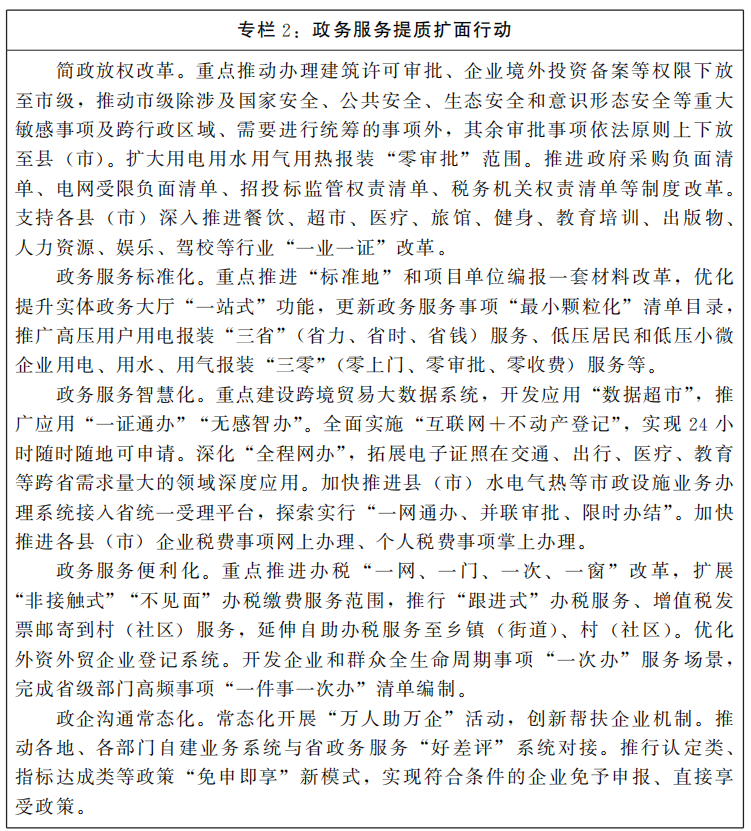 专栏 2：政务服务提质扩面行动
简政放权改革。重点推动办理建筑许可审批、企业境外投资备案等权限下放
至市级，推动市级除涉及国家安全、公共安全、生态安全和意识形态安全等重大
敏感事项及跨行政区域、需要进行统筹的事项外，其余审批事项依法原则上下放
至县（市）。扩大用电用水用气用热报装“零审批”范围。推进政府采购负面清
单、电网受限负面清单、招投标监管权责清单、税务机关权责清单等制度改革。
支持各县（市）深入推进餐饮、超市、医疗、旅馆、健身、教育培训、出版物、
人力资源、娱乐、驾校等行业“一业一证”改革。
政务服务标准化。重点推进“标准地”和项目单位编报一套材料改革，优化
提升实体政务大厅“一站式”功能，更新政务服务事项“最小颗粒化”清单目录，
推广高压用户用电报装“三省”（省力、省时、省钱）服务、低压居民和低压小微
企业用电、用水、用气报装“三零”（零上门、零审批、零收费）服务等。
政务服务智慧化。重点建设跨境贸易大数据系统，开发应用“数据超市”，推
广应用“一证通办”“无感智办”。全面实施“互联网＋不动产登记”，实现 24 小
时随时随地可申请。深化“全程网办”，拓展电子证照在交通、出行、医疗、教育
等跨省需求量大的领域深度应用。加快推进县（市）水电气热等市政设施业务办
理系统接入省统一受理平台，探索实行“一网通办、并联审批、限时办结”。加快
推进各县（市）企业税费事项网上办理、个人税费事项掌上办理。
政务服务便利化。重点推进办税“一网、一门、一次、一窗”改革，扩展
“非接触式”“不见面”办税缴费服务范围，推行“跟进式”办税服务、增值税发
票邮寄到村（社区）服务，延伸自助办税服务至乡镇（街道）、村（社区）。优化
外资外贸企业登记系统。开发企业和群众全生命周期事项“一次办”服务场景，
完成省级部门高频事项“一件事一次办”清单编制。
政企沟通常态化。常态化开展“万人助万企”活动，创新帮扶企业机制。推
动各地、各部门自建业务系统与省政务服务“好差评”系统对接。推行认定类、
指标达成类等政策“免申即享”新模式，实现符合条件的企业免予申报、直接享
受政策。